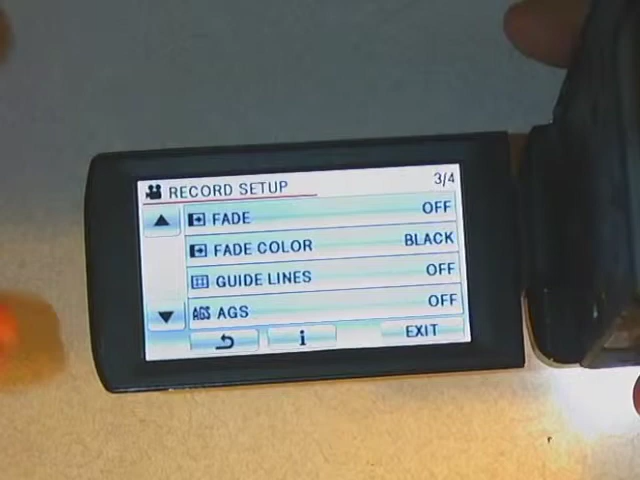 RECORD SETUP 3/4
FADE OFF
FADE COLOR BLACK
GUIDE LINES OFF
AGS AGS OFF
i EXIT